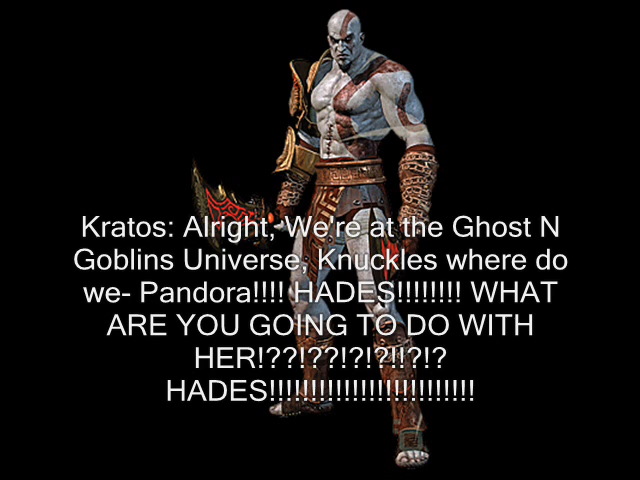 Kratos: Alright, We're at the Ghost N
Goblins Universe, Knuckles where do
we- Pandora!!!! HADES!!!!!!!! WHAT
ARE YOU GOING TO DO WITH
HER!??!??!?!?!!?!?
HADES!!!!!!!!!!!!!!!!!!!!!!!!!